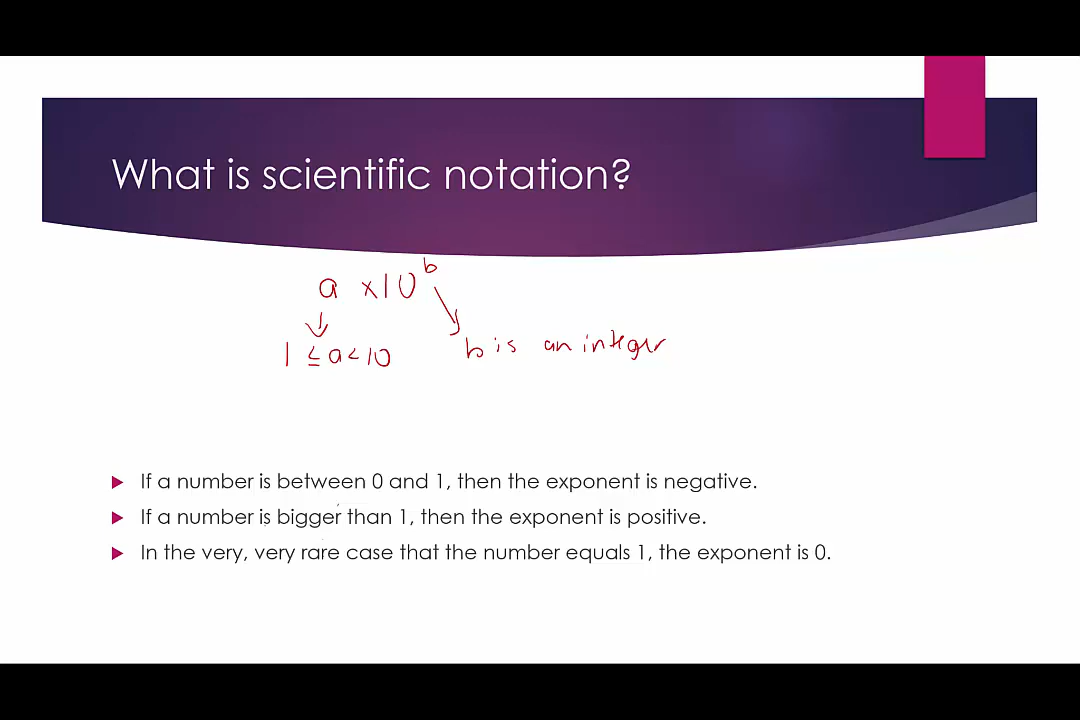 What is scientific notation?
a ×10^b
1 ≤ a < 10
b is an integer
If a number is between 0 and 1, then the exponent is negative.
If a number is bigger than 1, then the exponent is positive.
In the very, very rare case that the number equals 1, the exponent is 0.